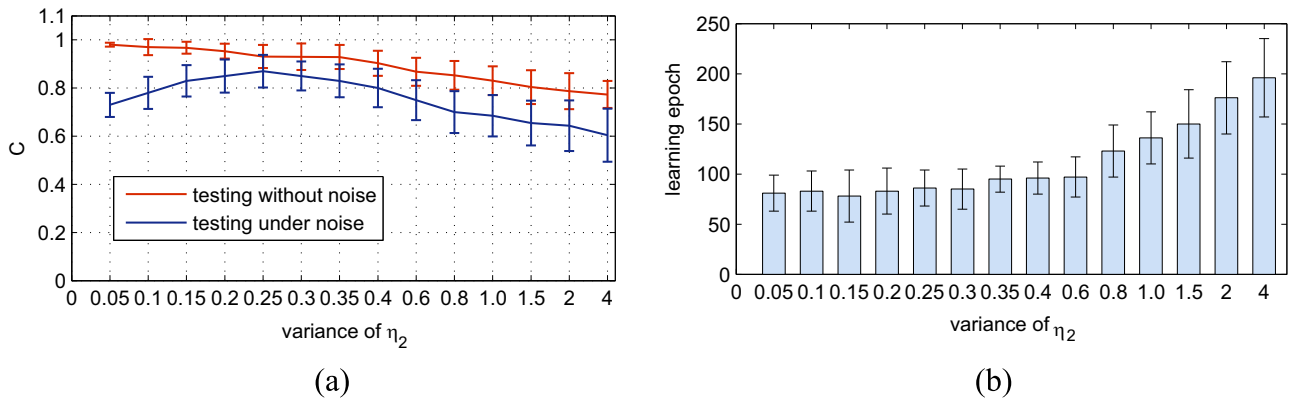 1.1
1
0.8
0.6
0.4
0.2
0
C
testing without noise
testing under noise
0 0.05 0.1 0.15 0.2 0.25 0.3 0.35 0.4 0.6 0.8 1.0 1.5 2 4
variance of η2
(a)
250
200
150
100
50
0
learning epoch
0 0.05 0.1 0.15 0.2 0.25 0.3 0.35 0.4 0.6 0.8 1.0 1.5 2 4
variance of η2
(b)